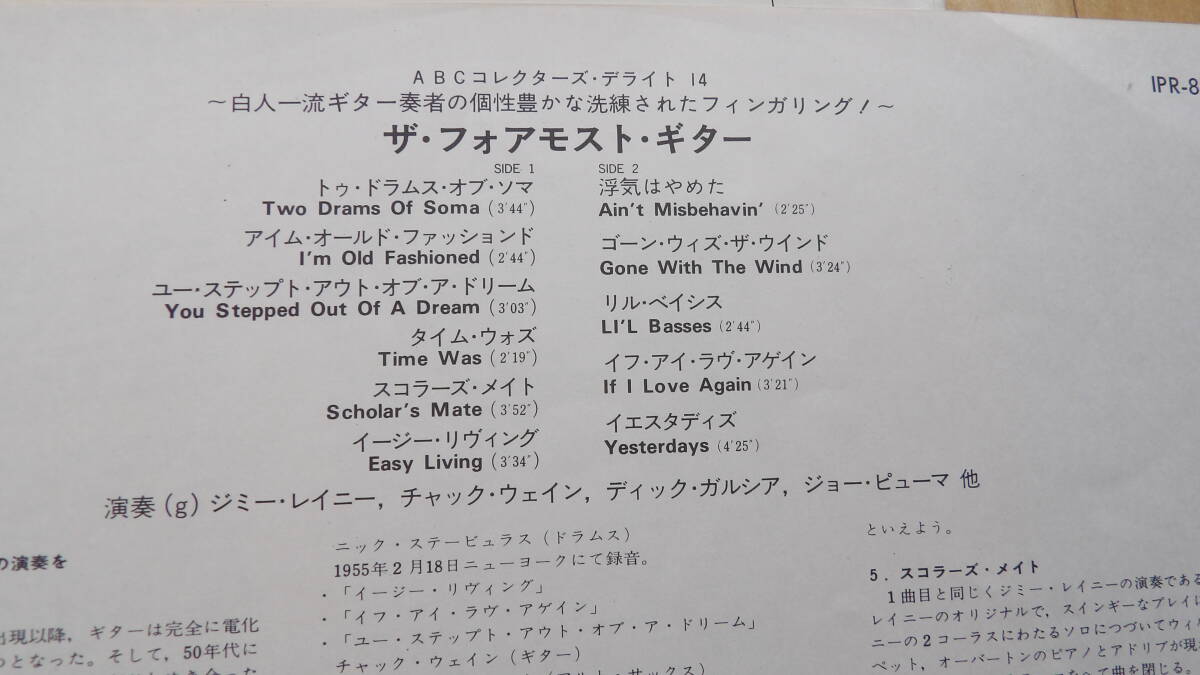 ABCコレクターズ・デライト 14
IPR-8
〜白人一流ギター奏者の個性豊かな洗練されたフィンガリング!〜
ザ・フォアモスト・ギター
SIDE 1
トゥ・ドラムス・オブ・ソマ
Two Drams Of Soma (3′44″)
アイム・オールド・ファッションド
I'm Old Fashioned (2′44″)
ユー・ステップト・アウト・オブ・ア・ドリーム
You Stepped Out Of A Dream (3′03″)
タイム・ウォズ
Time Was (2′19″)
スコラーズ・メイト
Scholar's Mate (3′52″)
イージー・リヴィング
Easy Living (3′34″)
SIDE 2
浮気はやめた
Ain't Misbehavin' (2′25″)
ゴーン・ウィズ・ザ・ウインド
Gone With The Wind (3′24″)
リル・ベイシス
LI'L Basses (2′44″)
イフ・アイ・ラヴ・アゲイン
If I Love Again (3′21″)
イエスタディズ
Yesterdays (4′25″)
演奏(g) ジミー・レイニー, チャック・ウェイン, ディック・ガルシア, ジョー・ピューマ 他
の演奏を
出現以降, ギターは完全に電化
つとなった。そして, 50年代に
ニック・ステービュラス (ドラムス)
1955年2月18日ニューヨークにて録音。
・「イージー・リヴィング」
・「イフ・アイ・ラヴ・アゲイン」
・「ユー・ステップト・アウト・オブ・ア・ドリーム」
チャック・ウェイン (ギター)
といえよう。
5. スコラーズ・メイト
1曲目と同じくジミー・レイニーの演奏である
レイニーのオリジナルで, スインギーなプレイに
ニーの2コーラスにわたるソロにつづいてウィル
ペット, オーバートンのピアノとアドリブが現
て曲を閉じる。